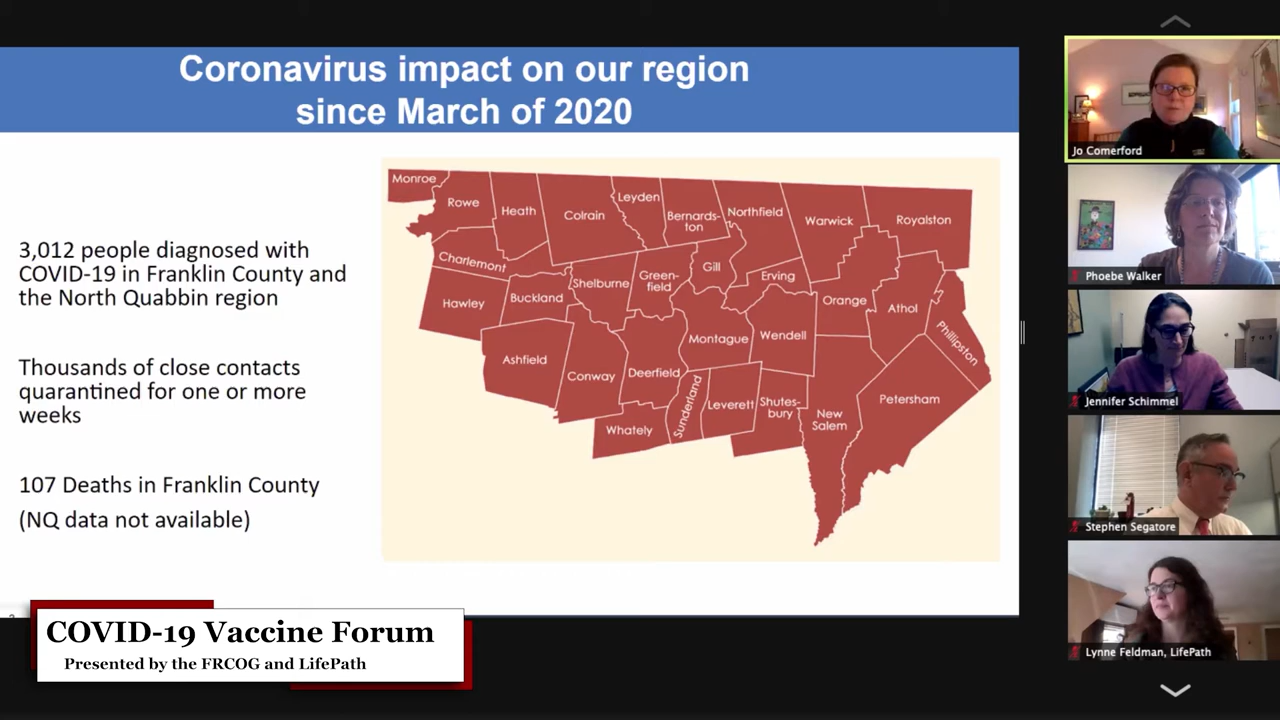 Coronavirus impact on our region
since March of 2020
3,012 people diagnosed with
COVID-19 in Franklin County and
the North Quabbin region
Thousands of close contacts
quarantined for one or more
weeks
107 Deaths in Franklin County
(NQ data not available)
Monroe
Rowe
Heath
Colrain
Leyden
Bernards-
ton
Northfield
Warwick
Royalston
Charlemont
Shelburne
Green-
field
Gill
Erving
Hawley
Buckland
Orange
Athol
Phillipston
Ashfield
Conway
Deerfield
Montague
Wendell
Sunderland
Leverett
Shutes-
bury
New
Salem
Petersham
Whately
COVID-19 Vaccine Forum
Presented by the FRCOG and LifePath
Jo Comerford
Phoebe Walker
Jennifer Schimmel
Stephen Segatore
Lynne Feldman, LifePath